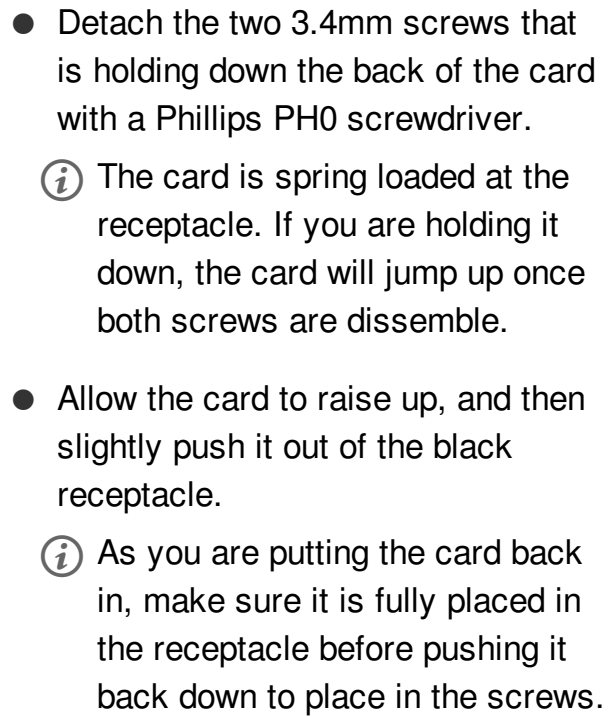 ● Detach the two 3.4mm screws that
is holding down the back of the card
with a Phillips PH0 screwdriver.
i The card is spring loaded at the
receptacle. If you are holding it
down, the card will jump up once
both screws are dissemble.
● Allow the card to raise up, and then
slightly push it out of the black
receptacle.
i As you are putting the card back
in, make sure it is fully placed in
the receptacle before pushing it
back down to place in the screws.